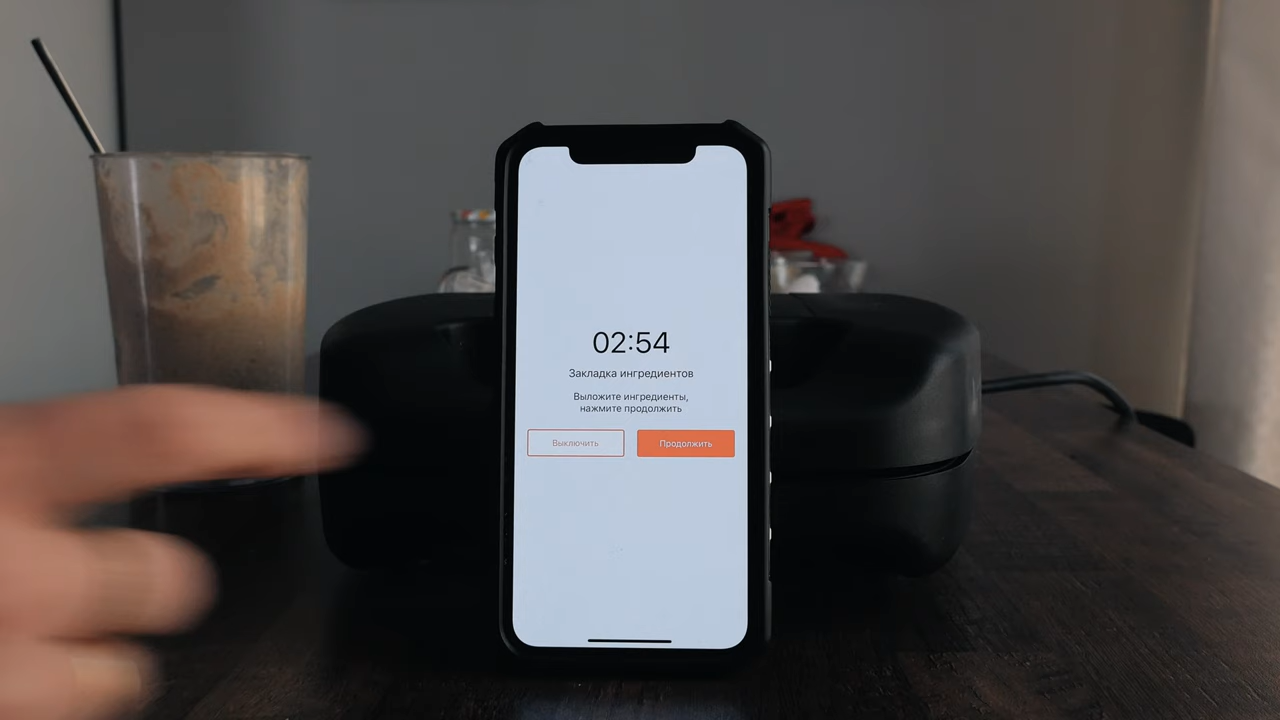 02:54
Закладка ингредиентов
Выложите ингредиенты,
нажмите продолжить
Выключить
Продолжить